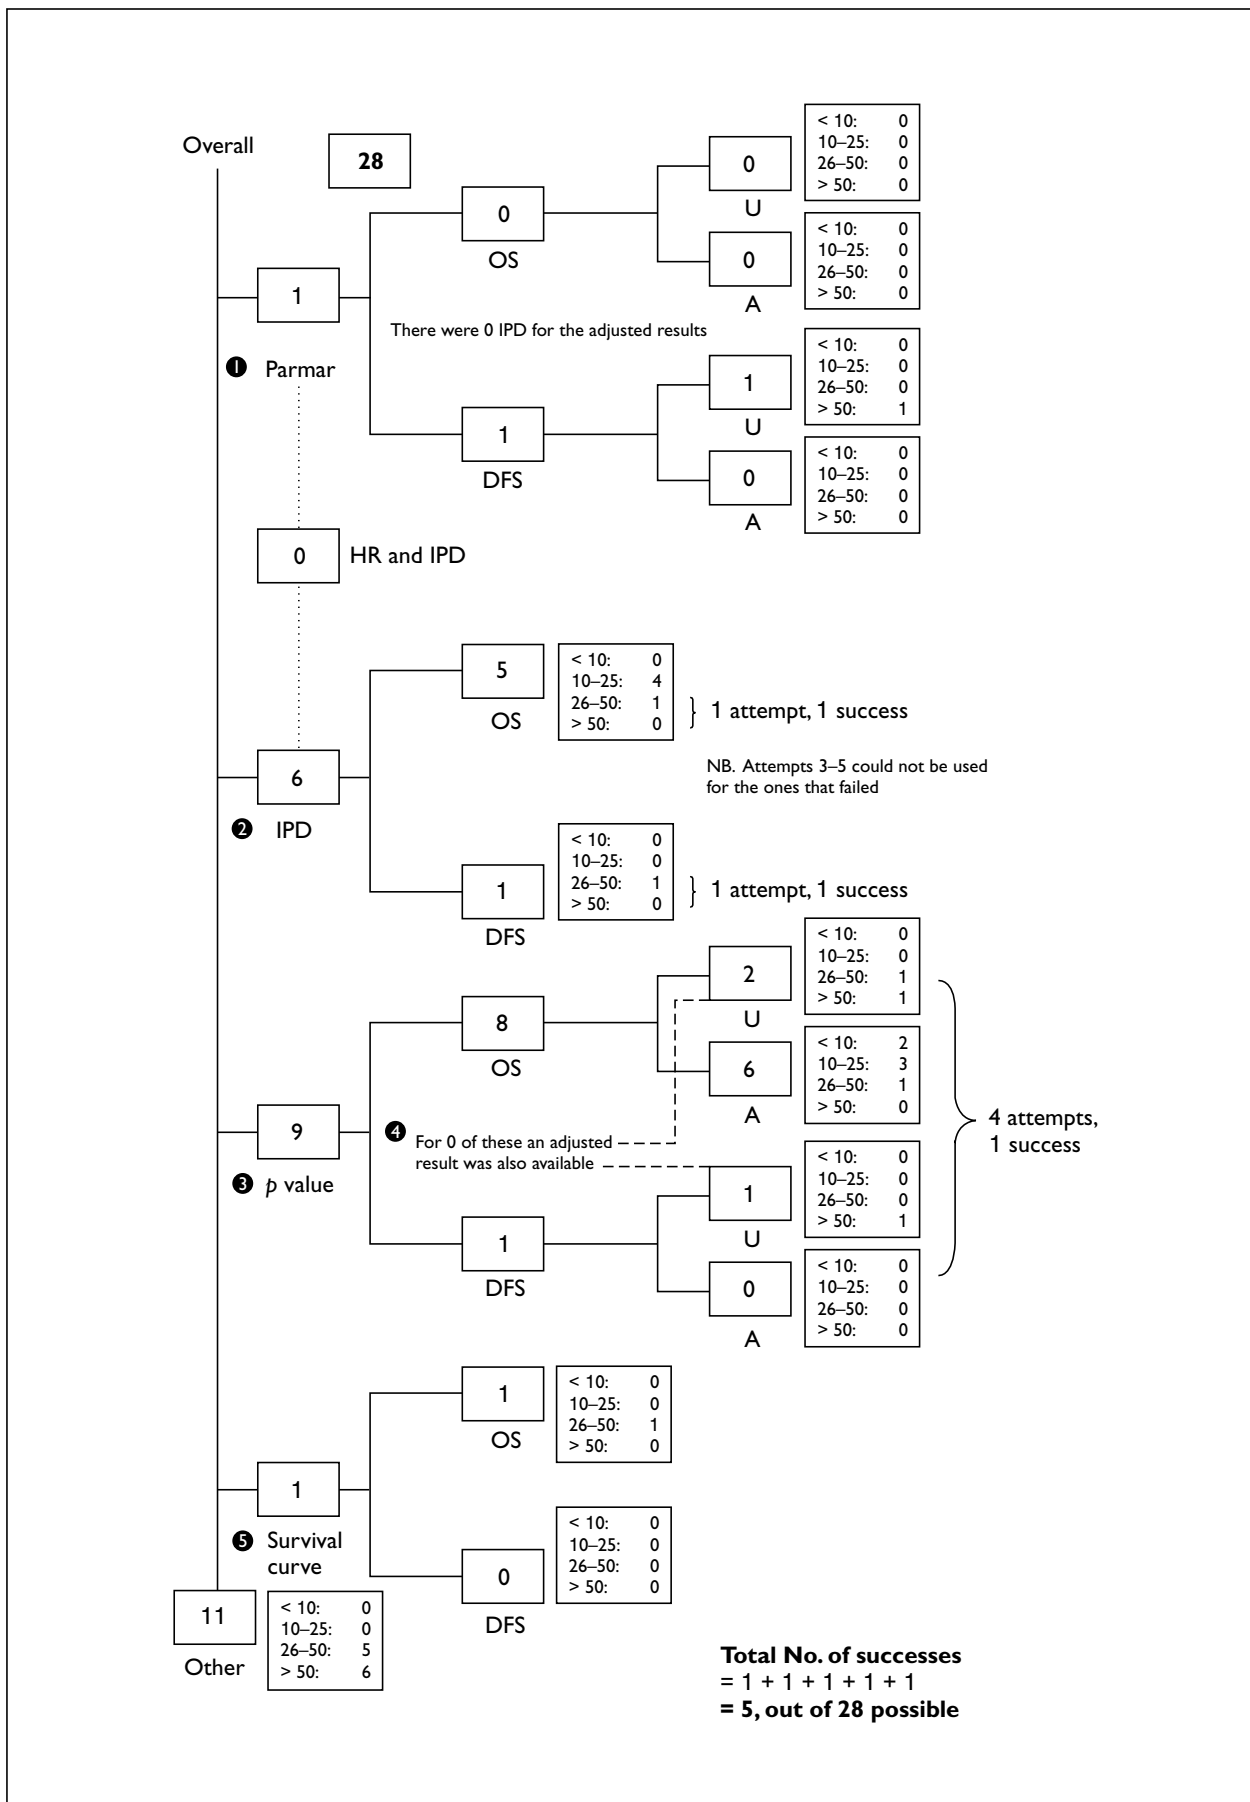 Overall
28
0
OS
0
U
< 10: 0
10–25: 0
26–50: 0
> 50: 0
0
A
< 10: 0
10–25: 0
26–50: 0
> 50: 0
1
❶ Parmar
There were 0 IPD for the adjusted results
1
DFS
1
U
< 10: 0
10–25: 0
26–50: 0
> 50: 1
0
A
< 10: 0
10–25: 0
26–50: 0
> 50: 0
0
HR and IPD
5
OS
< 10: 0
10–25: 4
26–50: 1
> 50: 0
} 1 attempt, 1 success
NB. Attempts 3–5 could not be used
for the ones that failed
6
❷ IPD
1
DFS
< 10: 0
10–25: 0
26–50: 1
> 50: 0
} 1 attempt, 1 success
8
OS
2
U
< 10: 0
10–25: 0
26–50: 1
> 50: 1
6
A
< 10: 2
10–25: 3
26–50: 1
> 50: 0
9
❸ p value
❹ For 0 of these an adjusted
result was also available
4 attempts,
1 success
1
DFS
1
U
< 10: 0
10–25: 0
26–50: 0
> 50: 1
0
A
< 10: 0
10–25: 0
26–50: 0
> 50: 0
1
OS
< 10: 0
10–25: 0
26–50: 1
> 50: 0
1
❺ Survival
curve
0
DFS
< 10: 0
10–25: 0
26–50: 0
> 50: 0
11
Other
< 10: 0
10–25: 0
26–50: 5
> 50: 6
Total No. of successes
= 1 + 1 + 1 + 1 + 1
= 5, out of 28 possible